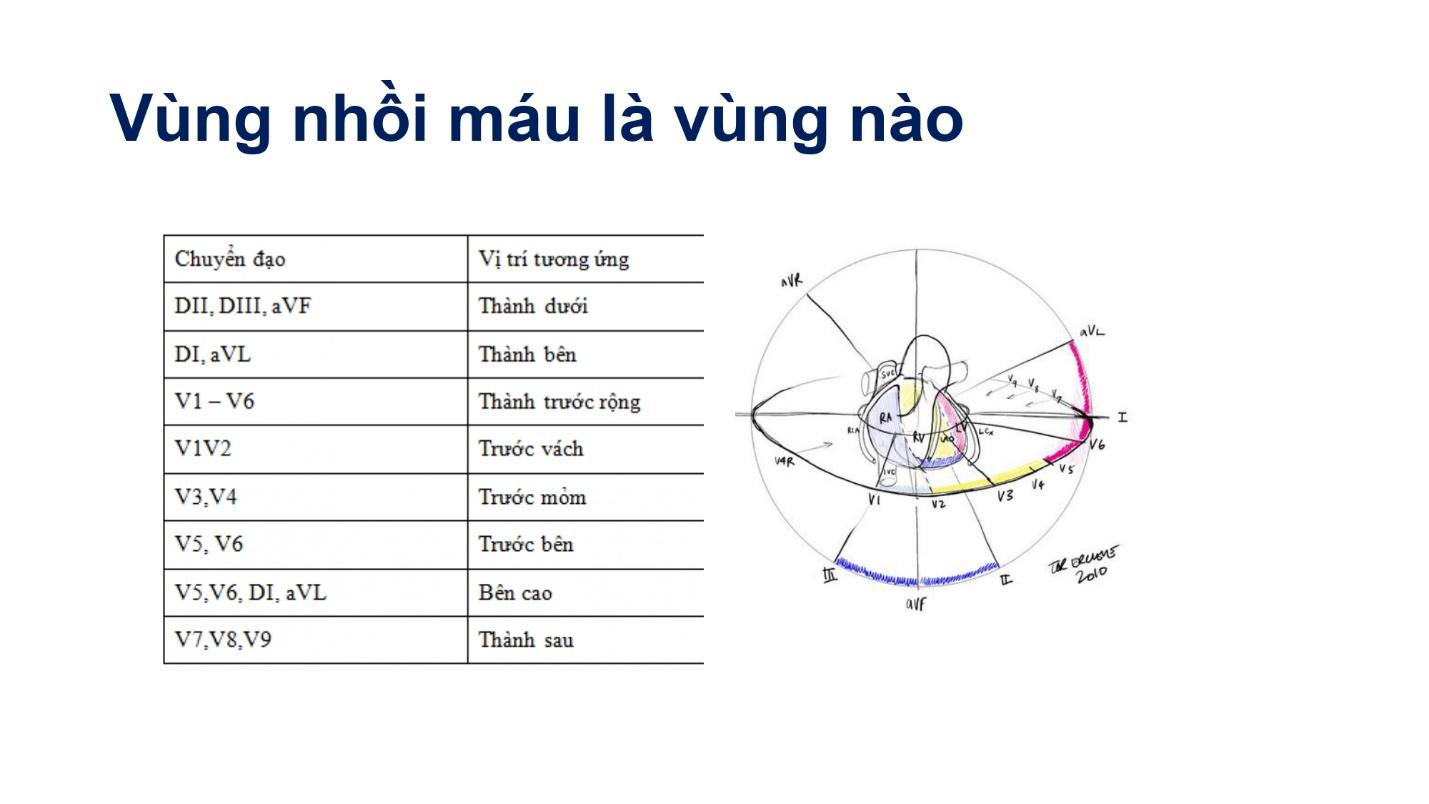 Vùng nhồi máu là vùng nào
Chuyển đạo Vị trí tương ứng
DII, DIII, aVF Thành dưới
DI, aVL Thành bên
V1 – V6 Thành trước rộng
V1V2 Trước vách
V3,V4 Trước mỏm
V5, V6 Trước bên
V5,V6, DI, aVL Bên cao
V7,V8,V9 Thành sau
aVR
aVL
SVC
V9 V8 V7
I
RA
RCA
RV
LV
LCx
V6
V4R
IVC
V5
V4
V1
V2
V3
III
II
aVF
2010